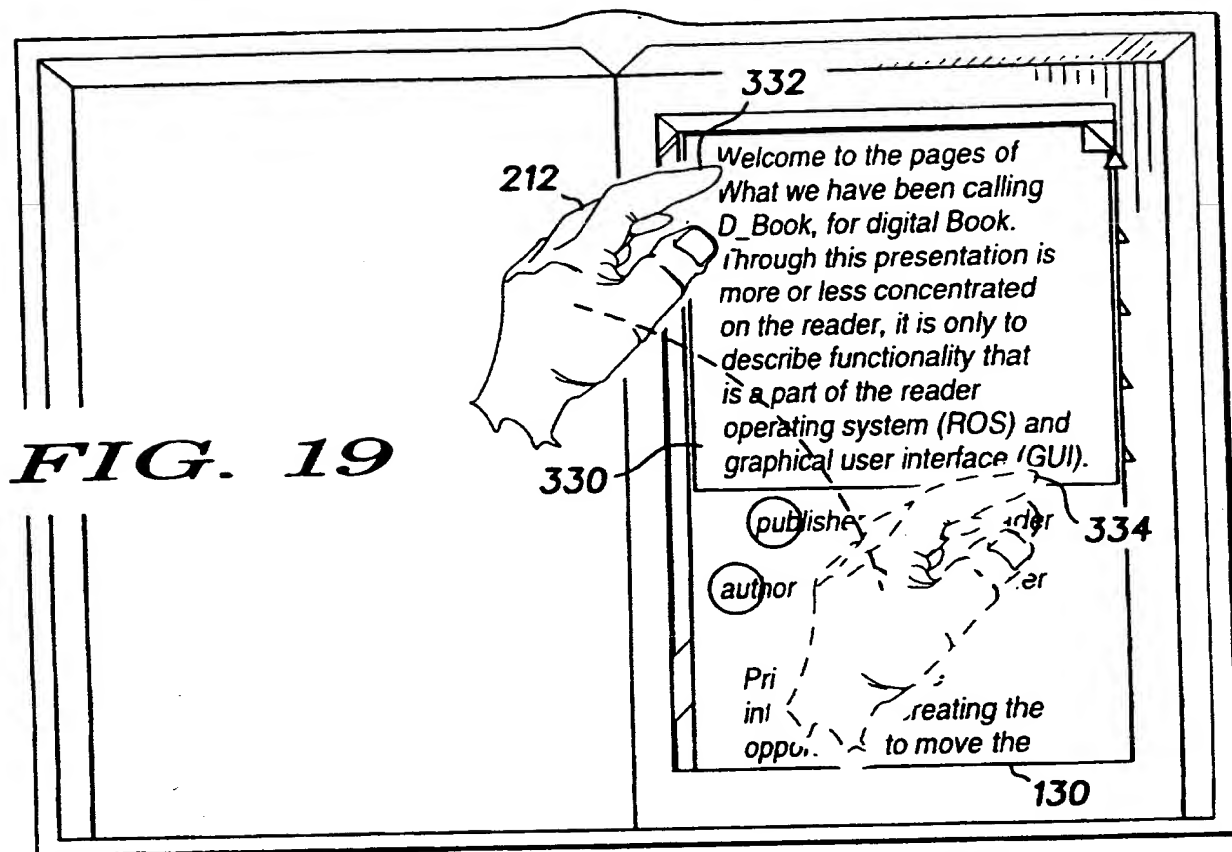 332
212
Welcome to the pages of
What we have been calling
D_Book, for digital Book.
Through this presentation is
more or less concentrated
on the reader, it is only to
describe functionality that
is a part of the reader
operating system (ROS) and
graphical user interface (GUI).
FIG. 19
330
publisher
334
author
creating the
to move the
130